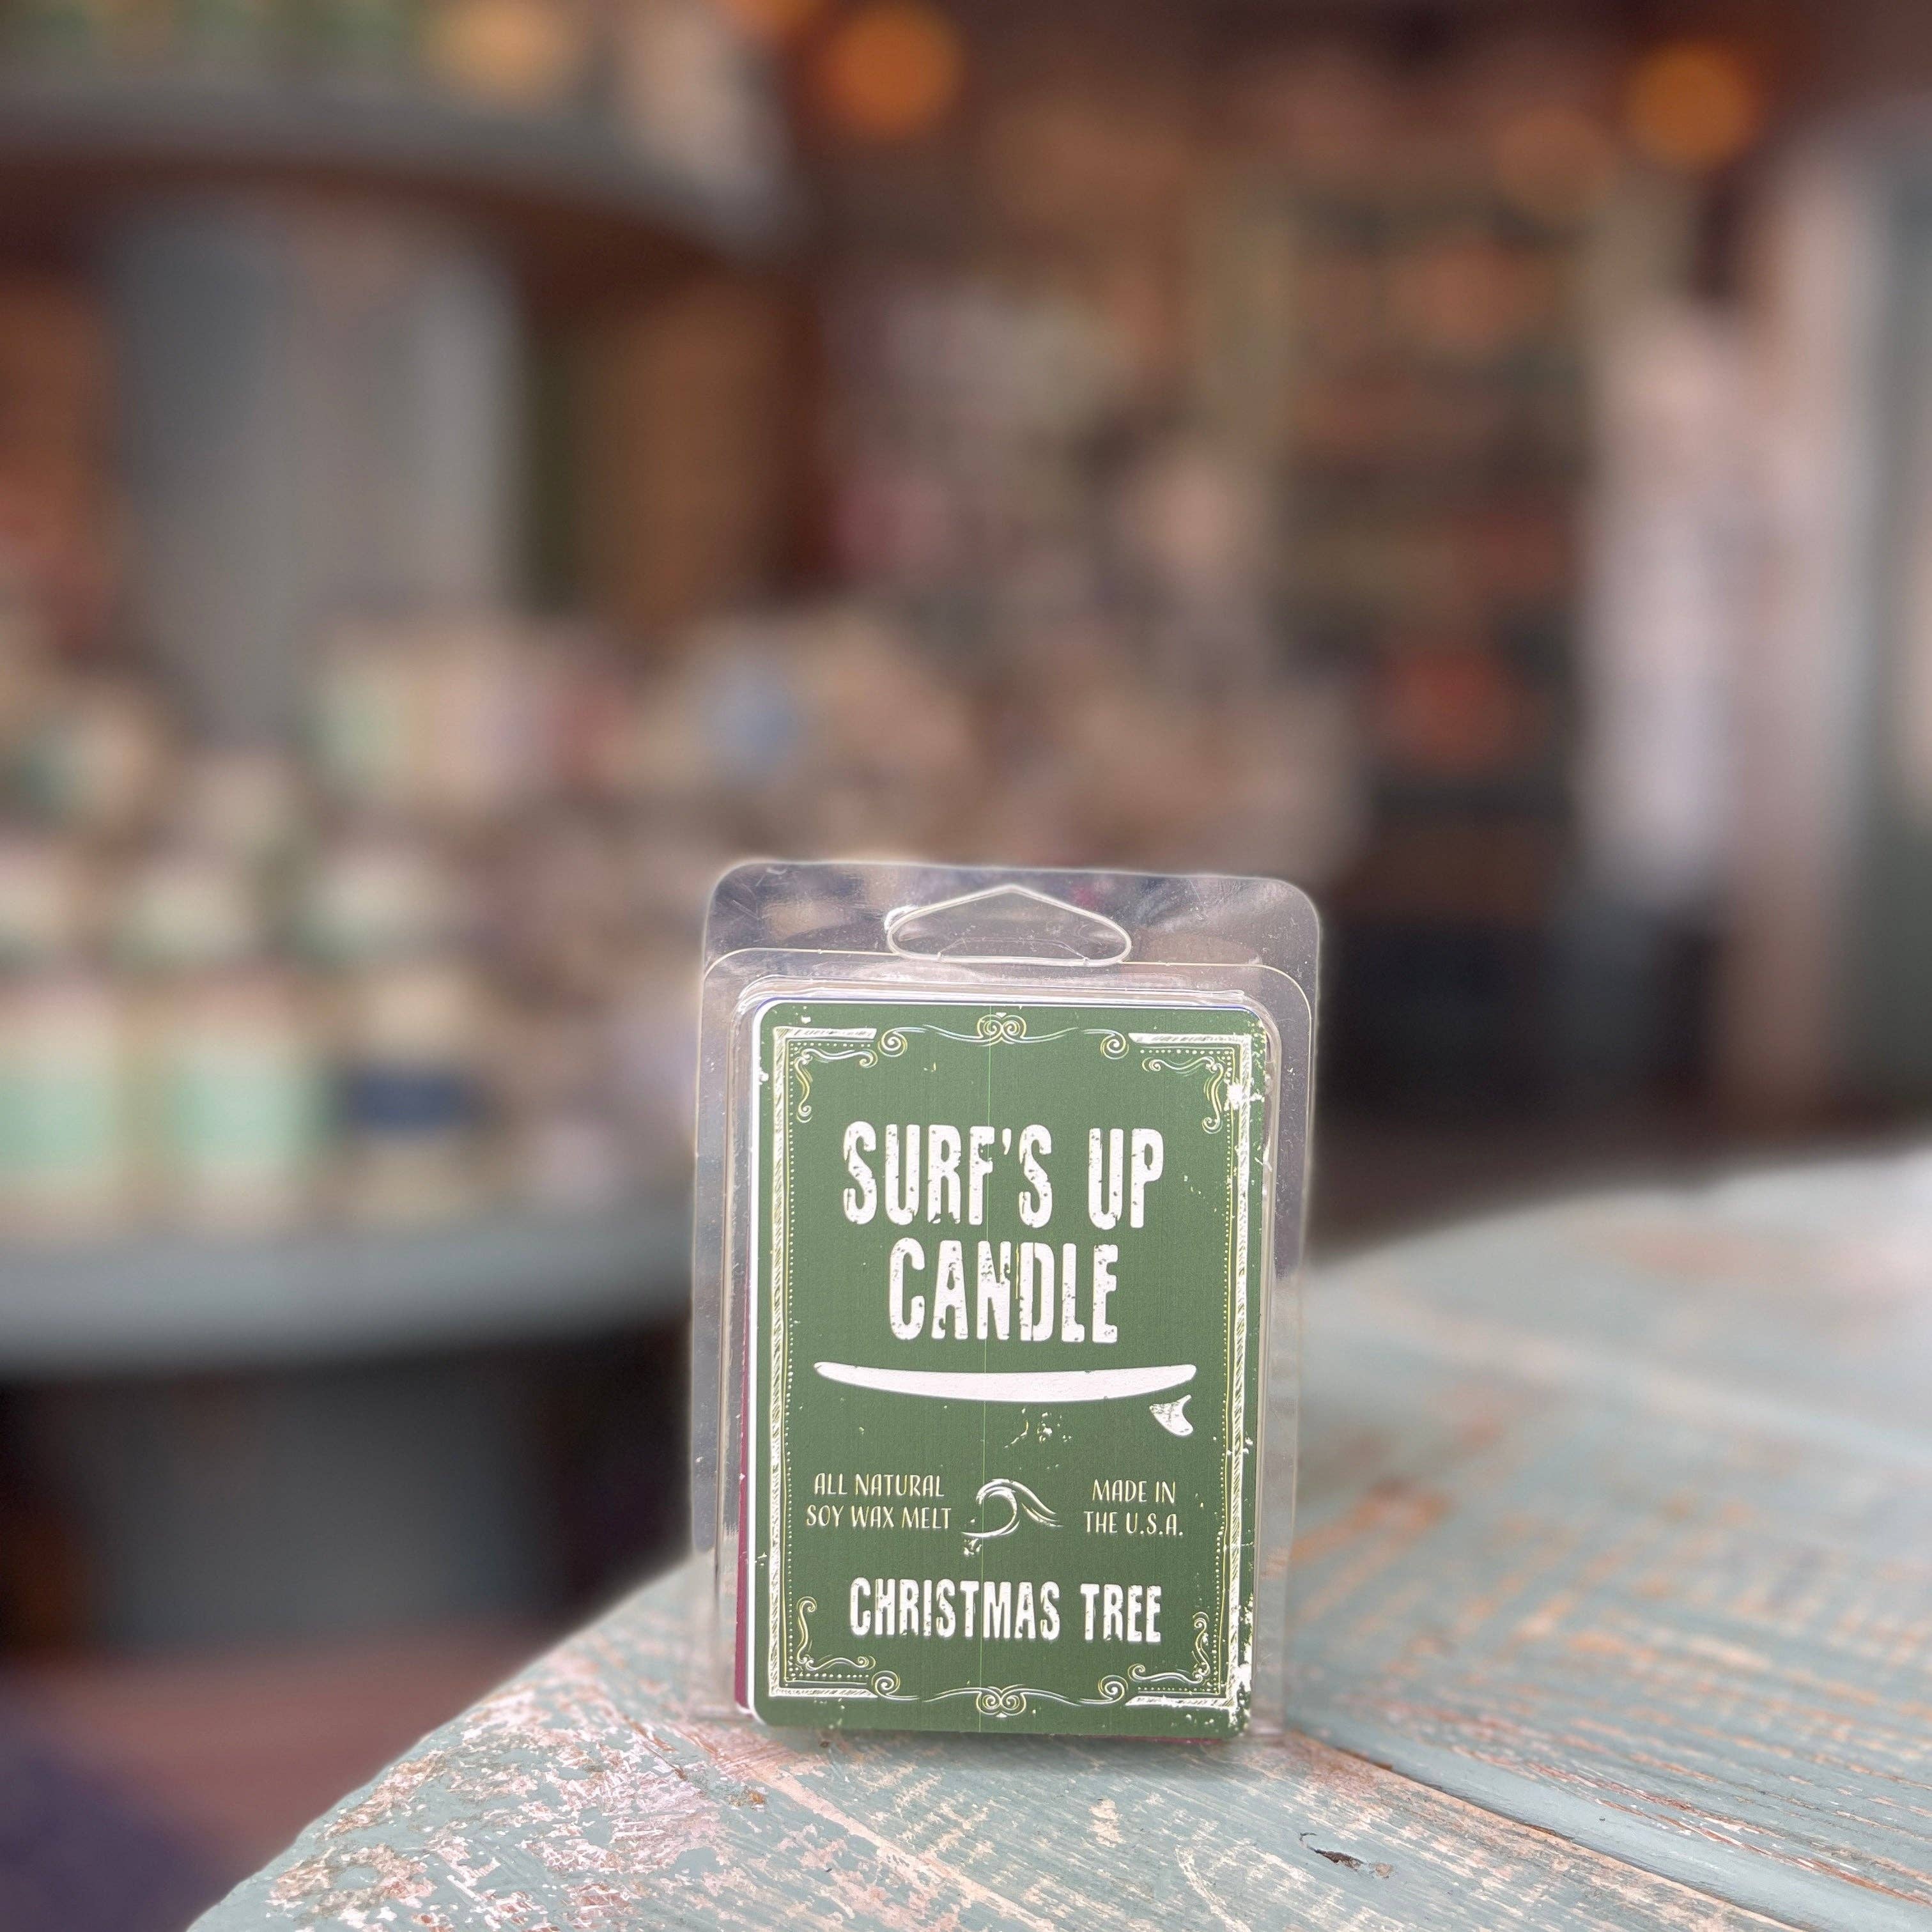 SURF'S UP
CANDLE
ALL NATURAL
SOY WAX MELT
MADE IN
THE U.S.A.
CHRISTMAS TREE